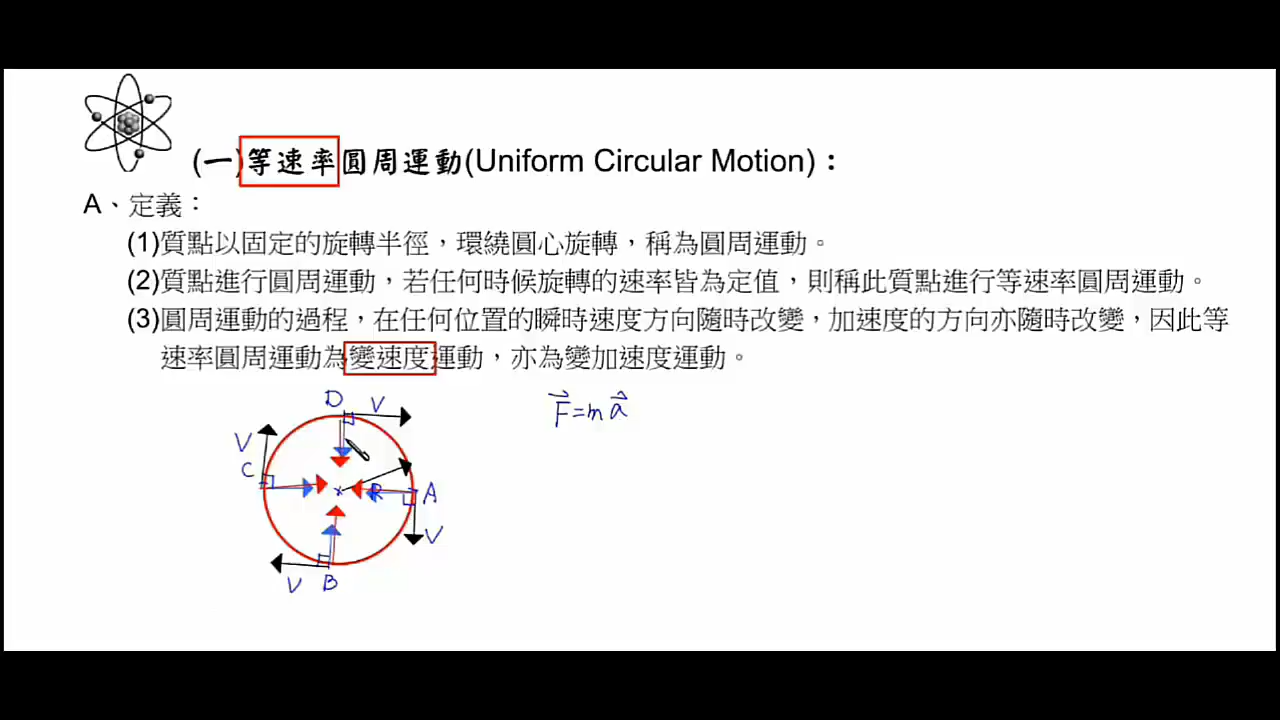 (一)等速率圓周運動(Uniform Circular Motion)：
A、定義：
(1)質點以固定的旋轉半徑，環繞圓心旋轉，稱為圓周運動。
(2)質點進行圓周運動，若任何時候旋轉的速率皆為定值，則稱此質點進行等速率圓周運動。
(3)圓周運動的過程，在任何位置的瞬時速度方向隨時改變，加速度的方向亦隨時改變，因此等
速率圓周運動為變速度運動，亦為變加速度運動。
D V
F=ma
V
C
R A
V
V B